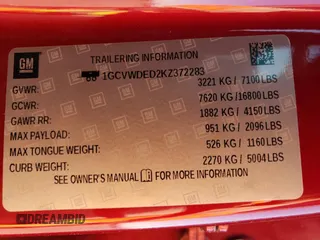 GM
TRAILERING INFORMATION
1GCVWDED2KZ372283
GVWR: 3221 KG / 7100 LBS
GCWR: 7620 KG /16800 LBS
GAWR RR: 1882 KG / 4150 LBS
MAX PAYLOAD: 951 KG / 2096 LBS
MAX TONGUE WEIGHT: 526 KG / 1160 LBS
CURB WEIGHT: 2270 KG / 5004 LBS
SEE OWNER'S MANUAL FOR MORE INFORMATION
DREAMBID